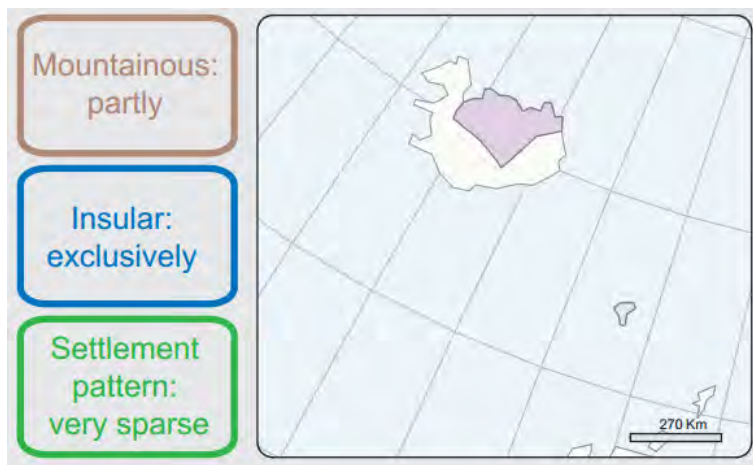 Mountainous:
partly
Insular:
exclusively
Settlement
pattern:
very sparse
270 Km